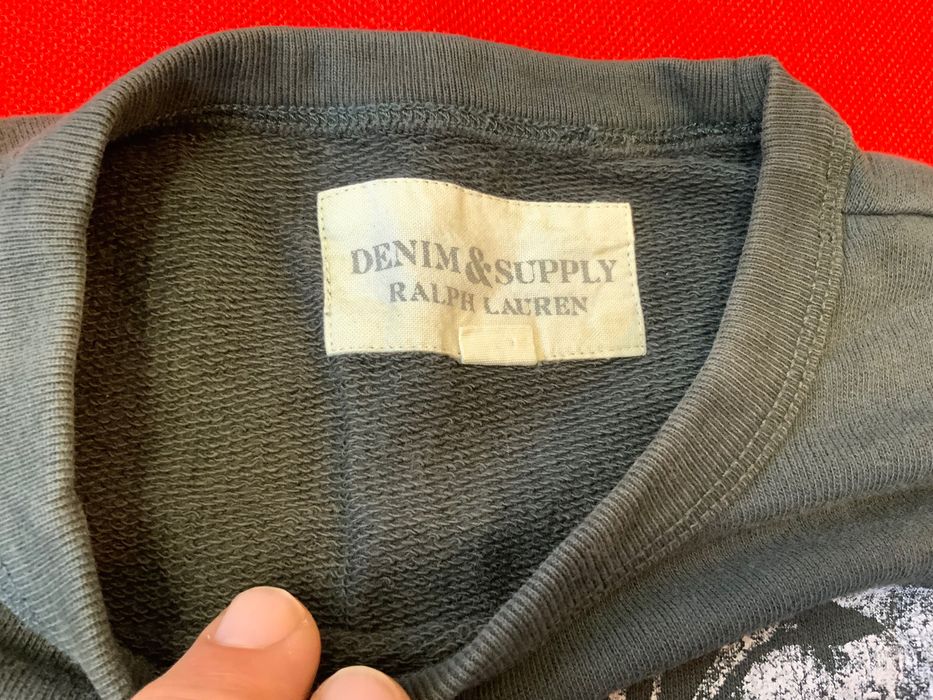 DENIM & SUPPLY
RALPH LAUREN